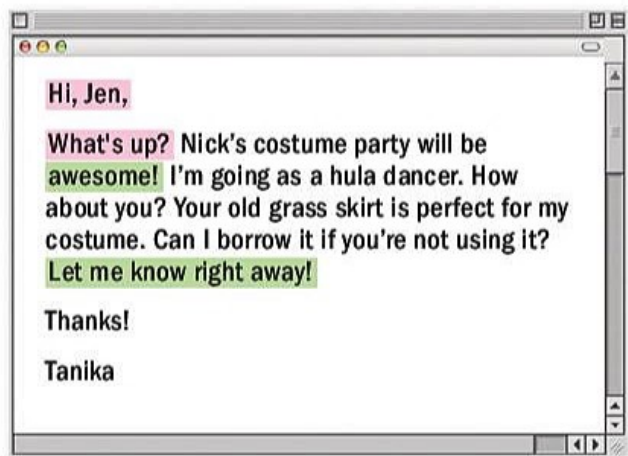 Hi, Jen,
What's up? Nick's costume party will be
awesome! I'm going as a hula dancer. How
about you? Your old grass skirt is perfect for my
costume. Can I borrow it if you're not using it?
Let me know right away!
Thanks!
Tanika